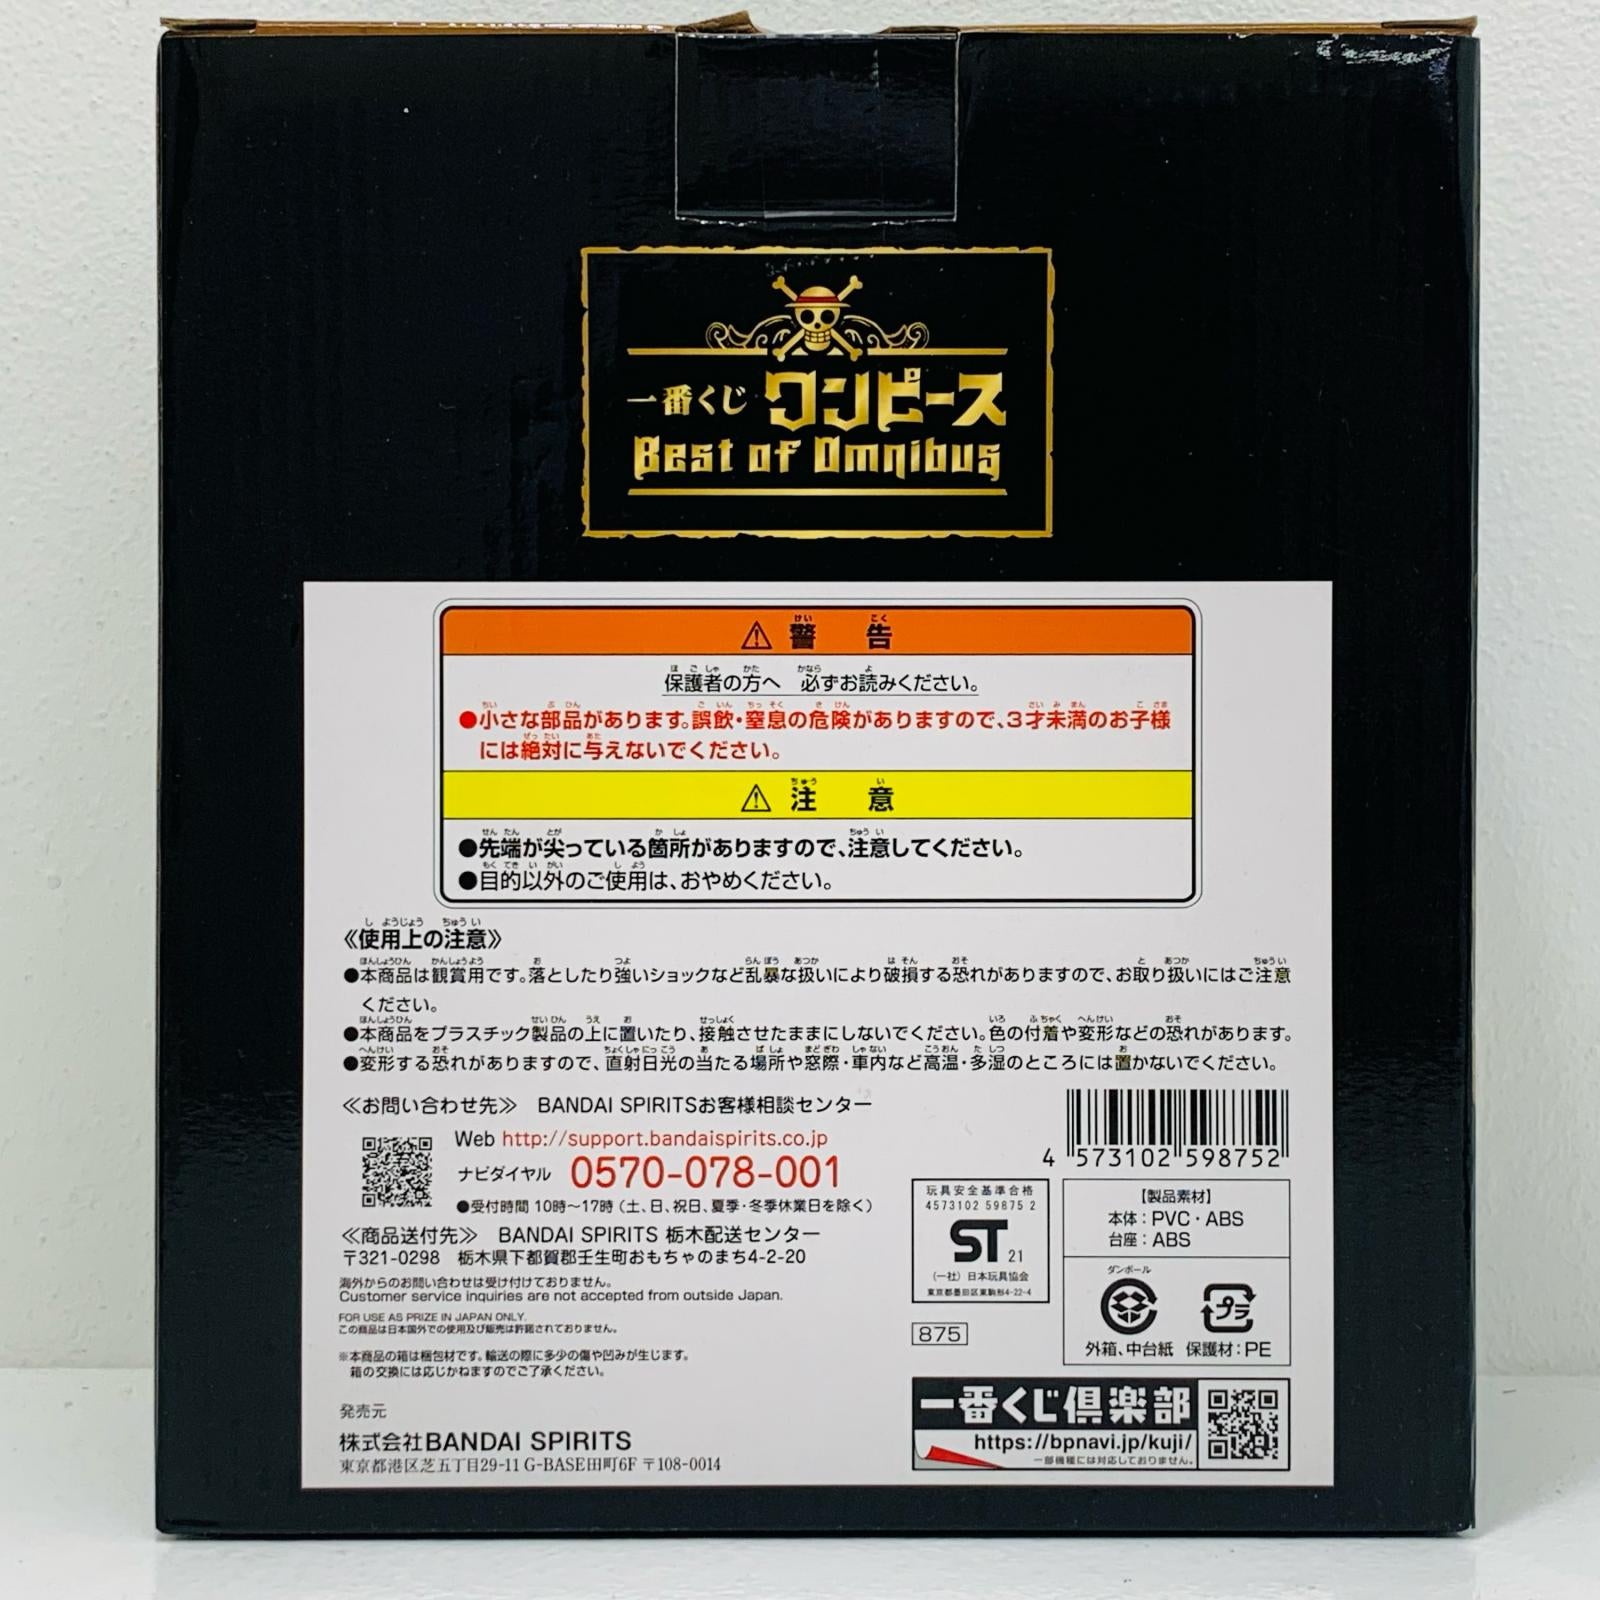 一番くじ ワンピース
Best of Omnibus
⚠ 警告
保護者の方へ 必ずお読みください。
●小さな部品があります。誤飲・窒息の危険がありますので、3才未満のお子様
には絶対に与えないでください。
⚠ 注意
●先端が尖っている箇所がありますので、注意してください。
●目的以外のご使用は、おやめください。
《使用上の注意》
●本商品は観賞用です。落としたり強いショックなど乱暴な扱いにより破損する恐れがありますので、お取り扱いにはご注意
ください。
●本商品をプラスチック製品の上に置いたり、接触させたままにしないでください。色の付着や変形などの恐れがあります。
●変形する恐れがありますので、直射日光の当たる場所や窓際・車内など高温・多湿のところには置かないでください。
≪お問い合わせ先≫ BANDAI SPIRITSお客様相談センター
Web http://support.bandaispirits.co.jp
ナビダイヤル 0570-078-001
●受付時間 10時〜17時(土、日、祝日、夏季・冬季休業日を除く)
≪商品送付先≫ BANDAI SPIRITS 栃木配送センター
〒321-0298 栃木県下都賀郡壬生町おもちゃのまち4-2-20
海外からのお問い合わせは受け付けておりません。
Customer service inquiries are not accepted from outside Japan.
FOR USE AS PRIZE IN JAPAN ONLY.
この商品は日本国外での使用及び販売は許諾されておりません。
※本商品の箱は梱包材です。輸送の際に多少の傷や凹みが生じます。
箱の交換には応じかねますのでご了承ください。
発売元
株式会社BANDAI SPIRITS
東京都港区芝五丁目29-11 G-BASE田町6F 〒108-0014
4 573102 598752
玩具安全基準合格
4573102 59875 2
ST 21
(一社)日本玩具協会
東京都墨田区東駒形4-22-4
875
【製品素材】
本体:PVC・ABS
台座:ABS
ダンボール
プラ
外箱、中台紙 保護材:PE
一番くじ倶楽部
https://bpnavi.jp/kuji/
一部機種には対応しておりません。